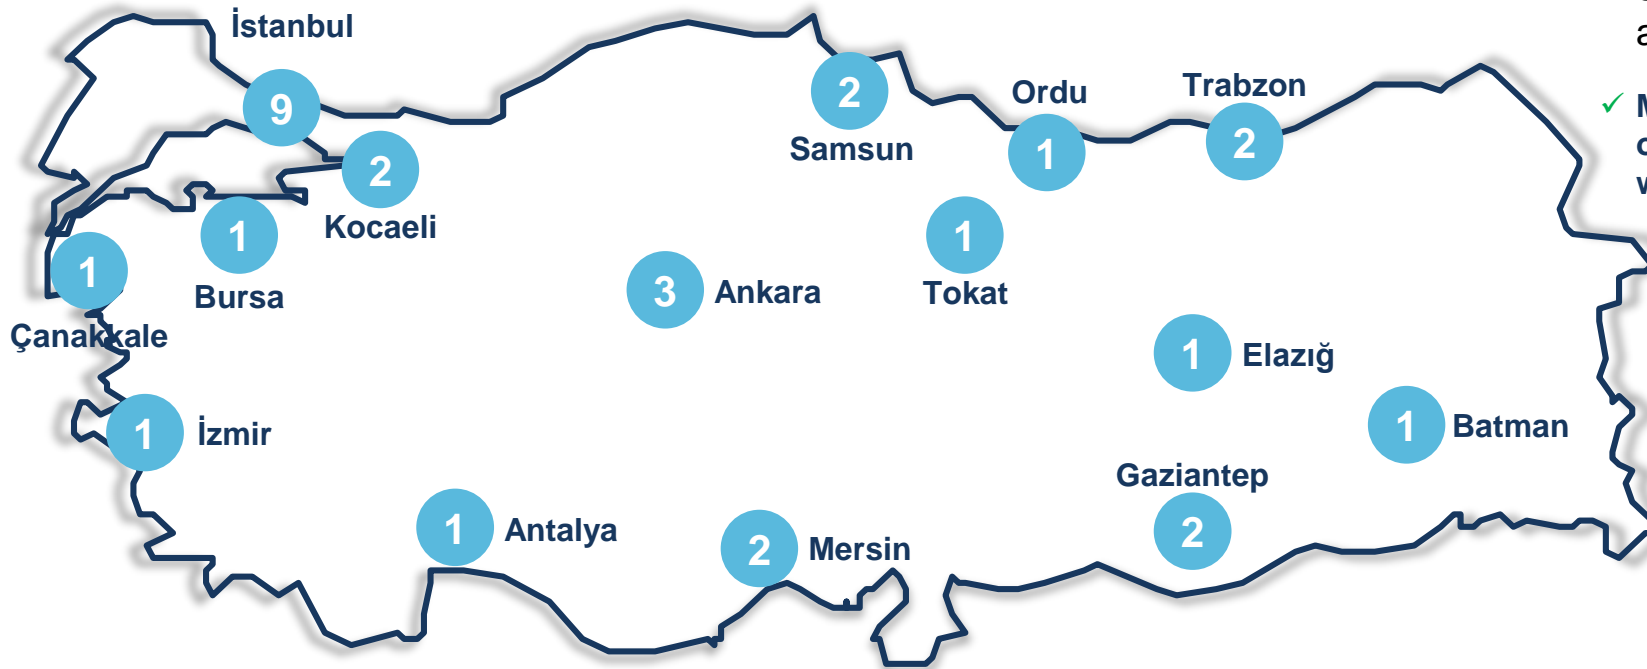 İstanbul
9
2
Kocaeli
1
Bursa
1
Çanakkale
1
İzmir
3
Ankara
1
Antalya
2
Mersin
2
Samsun
Ordu
1
Trabzon
2
1
Tokat
1
Elazığ
1
Batman
Gaziantep
2